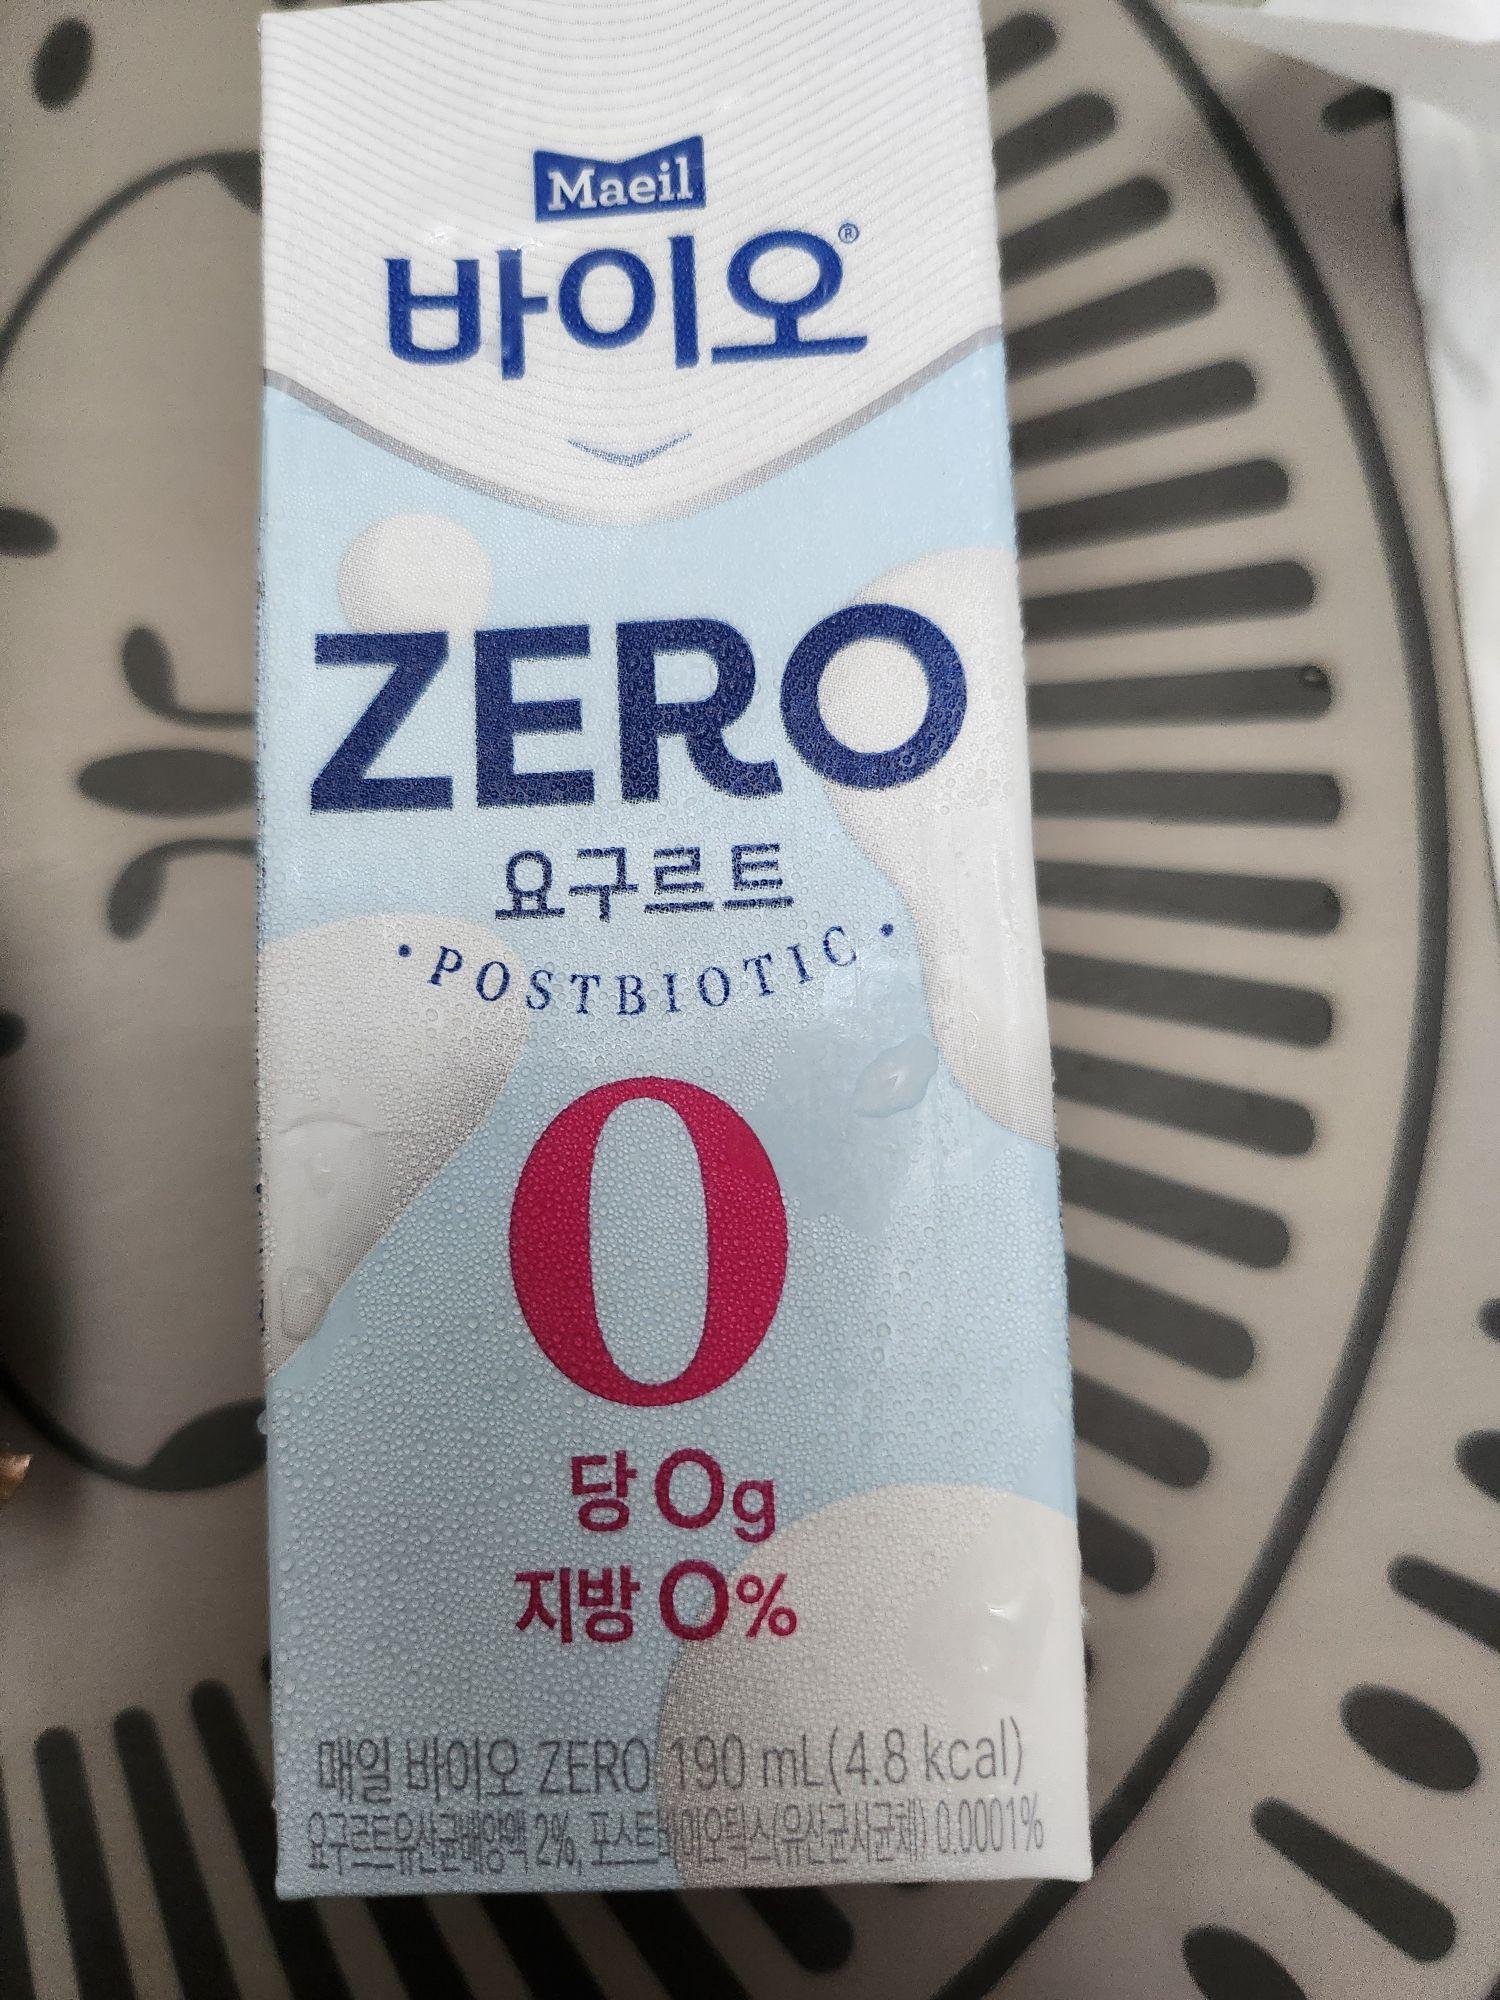 Maeil
바이오®
ZERO
요구르트
·POSTBIOTIC·
0
당 0g
지방 0%
매일 바이오 ZERO 190 mL(4.8 kcal)
요구르트유산균배양액 2%, 포스트바이오틱스(유산균사균체) 0.0001%